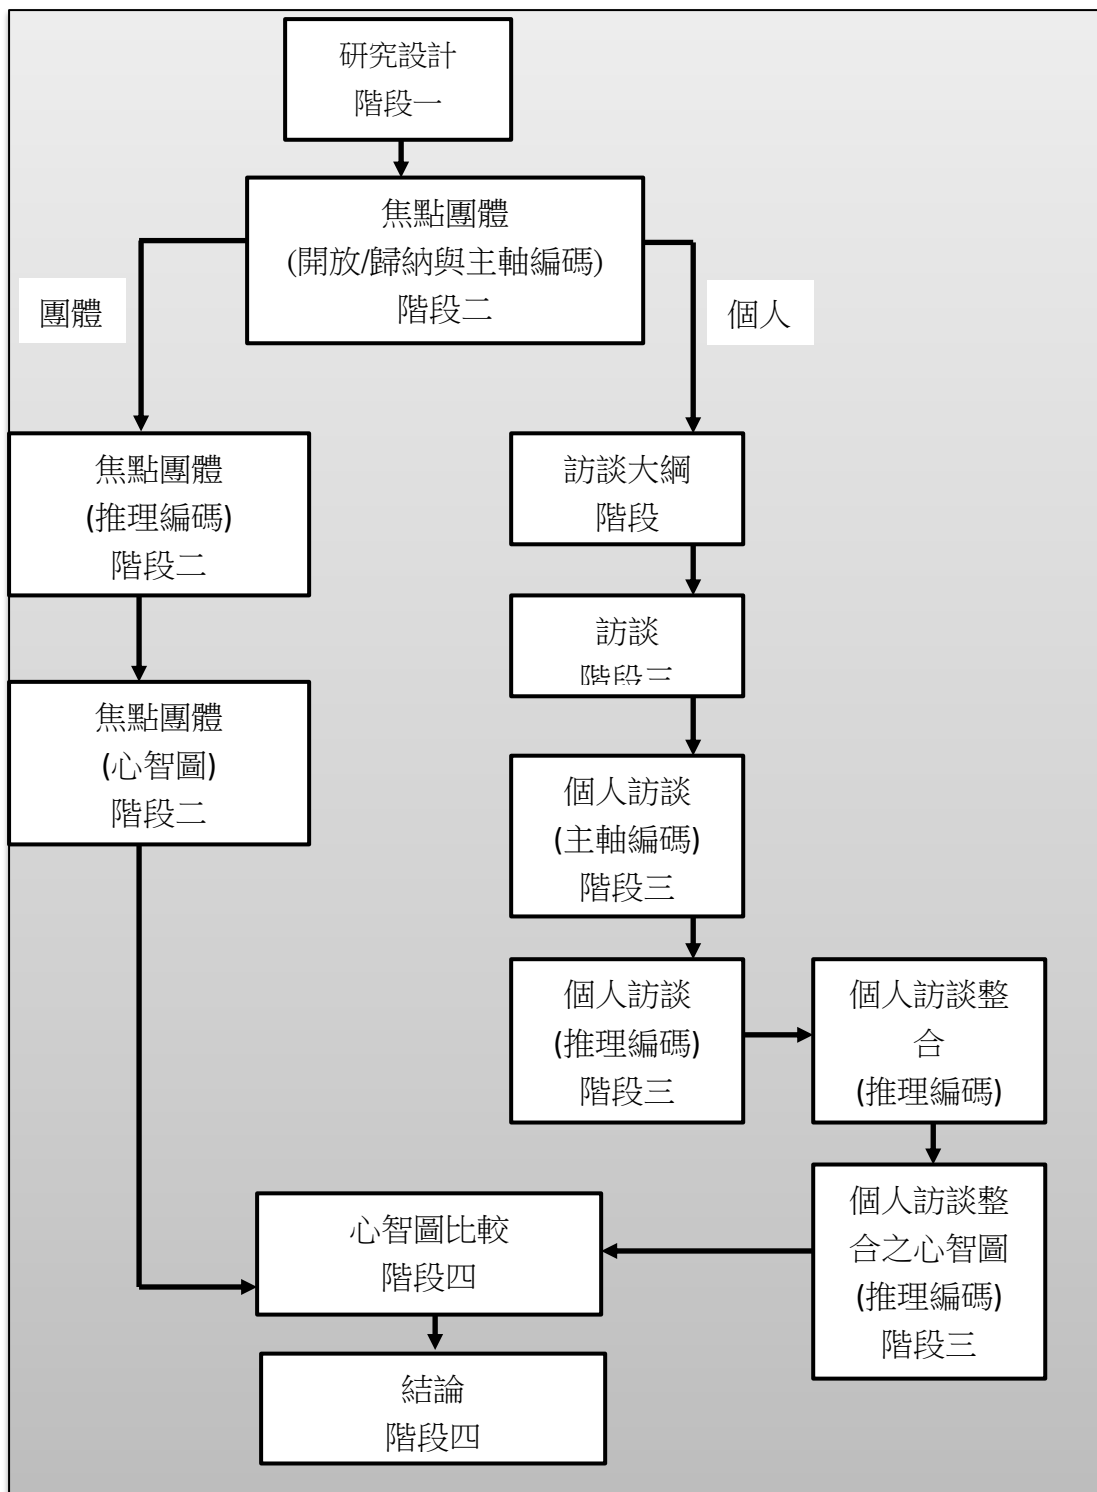 研究設計
階段一
焦點團體
(開放/歸納與主軸編碼)
階段二
團體
個人
焦點團體
(推理編碼)
階段二
訪談大綱
階段
訪談
階段三
焦點團體
(心智圖)
階段二
個人訪談
(主軸編碼)
階段三
個人訪談
(推理編碼)
階段三
個人訪談整
合
(推理編碼)
個人訪談整
合之心智圖
(推理編碼)
階段三
心智圖比較
階段四
結論
階段四